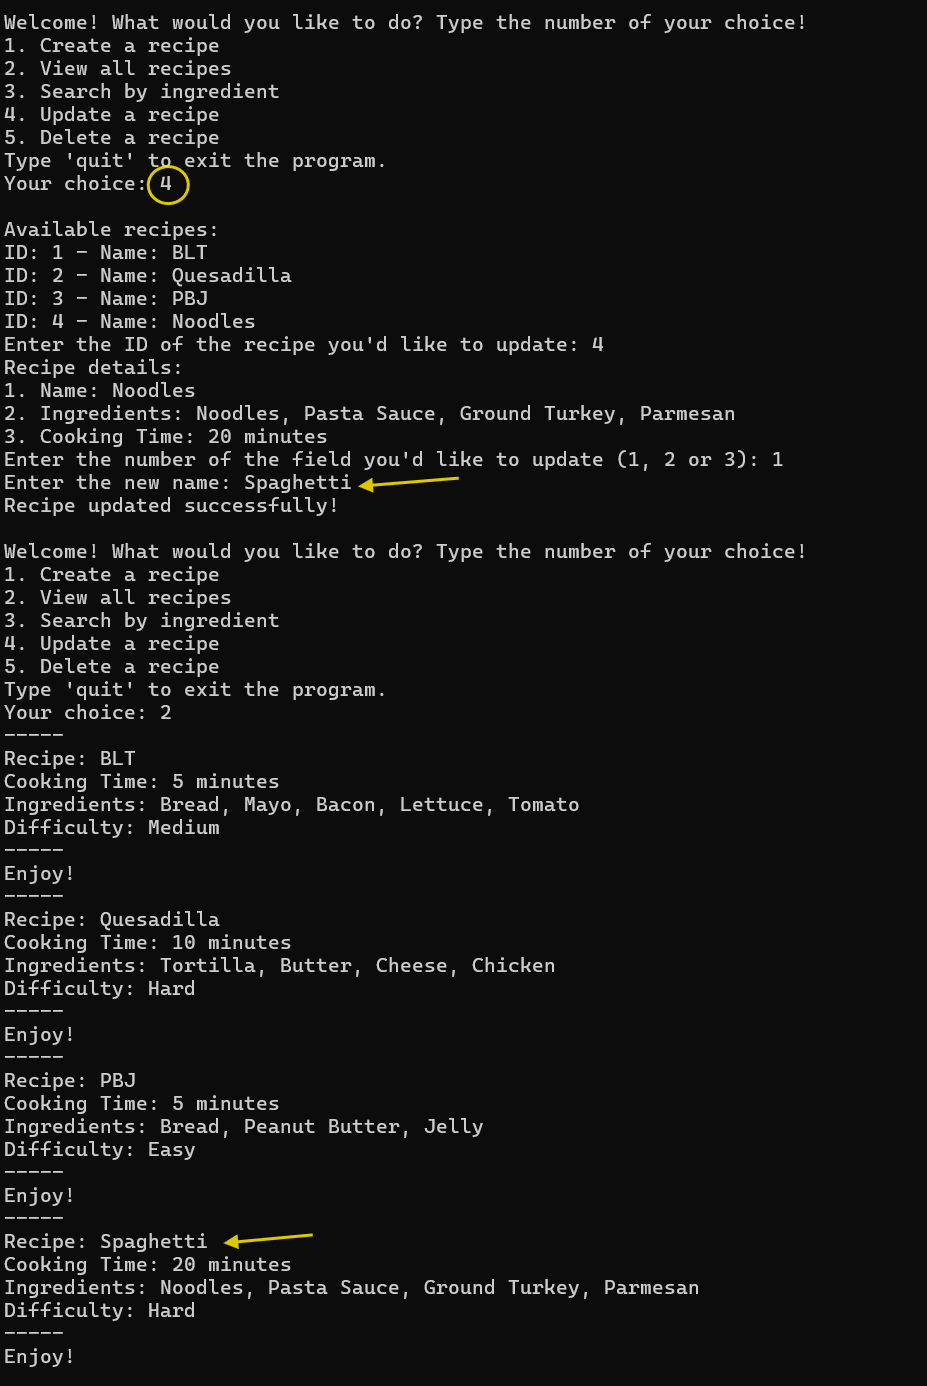 Welcome! What would you like to do? Type the number of your choice!
1. Create a recipe
2. View all recipes
3. Search by ingredient
4. Update a recipe
5. Delete a recipe
Type 'quit' to exit the program.
Your choice: 4
Available recipes:
ID: 1 - Name: BLT
ID: 2 - Name: Quesadilla
ID: 3 - Name: PBJ
ID: 4 - Name: Noodles
Enter the ID of the recipe you'd like to update: 4
Recipe details:
1. Name: Noodles
2. Ingredients: Noodles, Pasta Sauce, Ground Turkey, Parmesan
3. Cooking Time: 20 minutes
Enter the number of the field you'd like to update (1, 2 or 3): 1
Enter the new name: Spaghetti
Recipe updated successfully!
Welcome! What would you like to do? Type the number of your choice!
1. Create a recipe
2. View all recipes
3. Search by ingredient
4. Update a recipe
5. Delete a recipe
Type 'quit' to exit the program.
Your choice: 2
-----
Recipe: BLT
Cooking Time: 5 minutes
Ingredients: Bread, Mayo, Bacon, Lettuce, Tomato
Difficulty: Medium
-----
Enjoy!
-----
Recipe: Quesadilla
Cooking Time: 10 minutes
Ingredients: Tortilla, Butter, Cheese, Chicken
Difficulty: Hard
-----
Enjoy!
-----
Recipe: PBJ
Cooking Time: 5 minutes
Ingredients: Bread, Peanut Butter, Jelly
Difficulty: Easy
-----
Enjoy!
-----
Recipe: Spaghetti
Cooking Time: 20 minutes
Ingredients: Noodles, Pasta Sauce, Ground Turkey, Parmesan
Difficulty: Hard
-----
Enjoy!